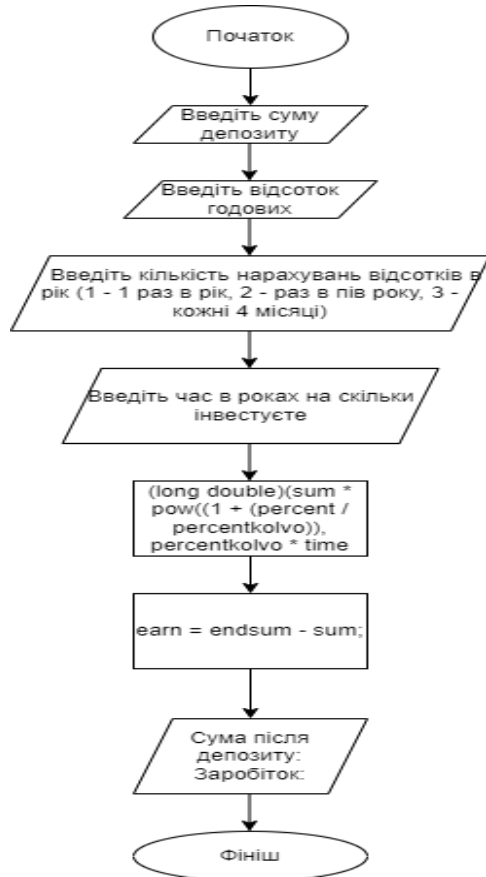 Початок
Введіть суму
депозиту
Введіть відсоток
годових
Введіть кількість нарахувань відсотків в
рік (1 - 1 раз в рік, 2 - раз в пів року, 3 -
кожні 4 місяці)
Введіть час в роках на скільки
інвестуєте
(long double)(sum *
pow((1 + (percent /
percentkolvo)),
percentkolvo * time
earn = endsum - sum;
Сума після
депозиту:
Заробіток:
Фініш